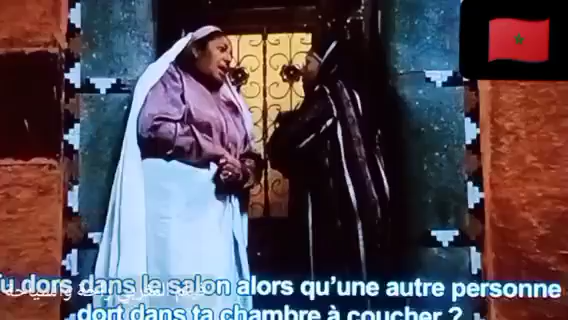 Tu dors dans le salon alors qu'une autre personne
dort dans ta chambre à coucher ?